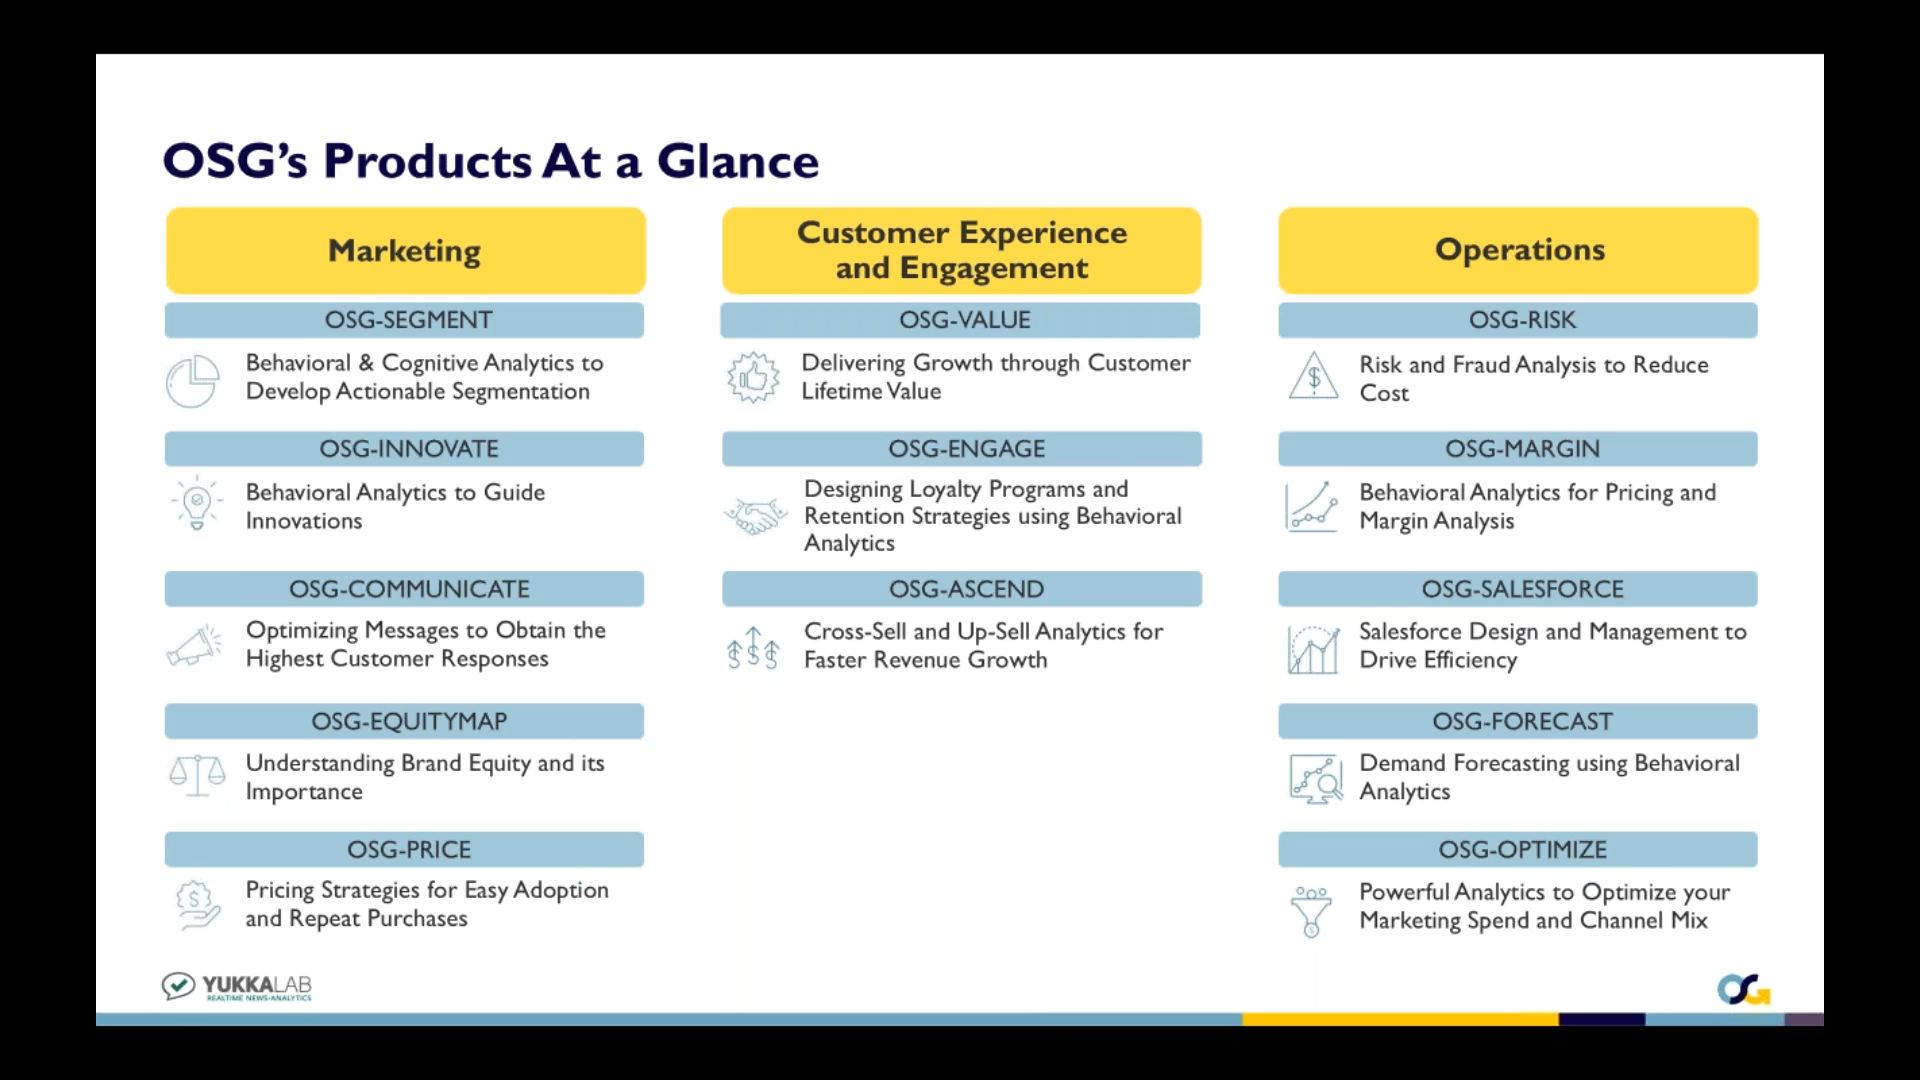 OSG's Products At a Glance
Marketing
OSG-SEGMENT
Behavioral & Cognitive Analytics to
Develop Actionable Segmentation
OSG-INNOVATE
Behavioral Analytics to Guide
Innovations
OSG-COMMUNICATE
Optimizing Messages to Obtain the
Highest Customer Responses
OSG-EQUITYMAP
Understanding Brand Equity and its
Importance
OSG-PRICE
Pricing Strategies for Easy Adoption
and Repeat Purchases
Customer Experience
and Engagement
OSG-VALUE
Delivering Growth through Customer
Lifetime Value
OSG-ENGAGE
Designing Loyalty Programs and
Retention Strategies using Behavioral
Analytics
OSG-ASCEND
Cross-Sell and Up-Sell Analytics for
Faster Revenue Growth
Operations
OSG-RISK
Risk and Fraud Analysis to Reduce
Cost
OSG-MARGIN
Behavioral Analytics for Pricing and
Margin Analysis
OSG-SALESFORCE
Salesforce Design and Management to
Drive Efficiency
OSG-FORECAST
Demand Forecasting using Behavioral
Analytics
OSG-OPTIMIZE
Powerful Analytics to Optimize your
Marketing Spend and Channel Mix
YUKKALAB
REALTIME NEWS-ANALYTICS
OSG